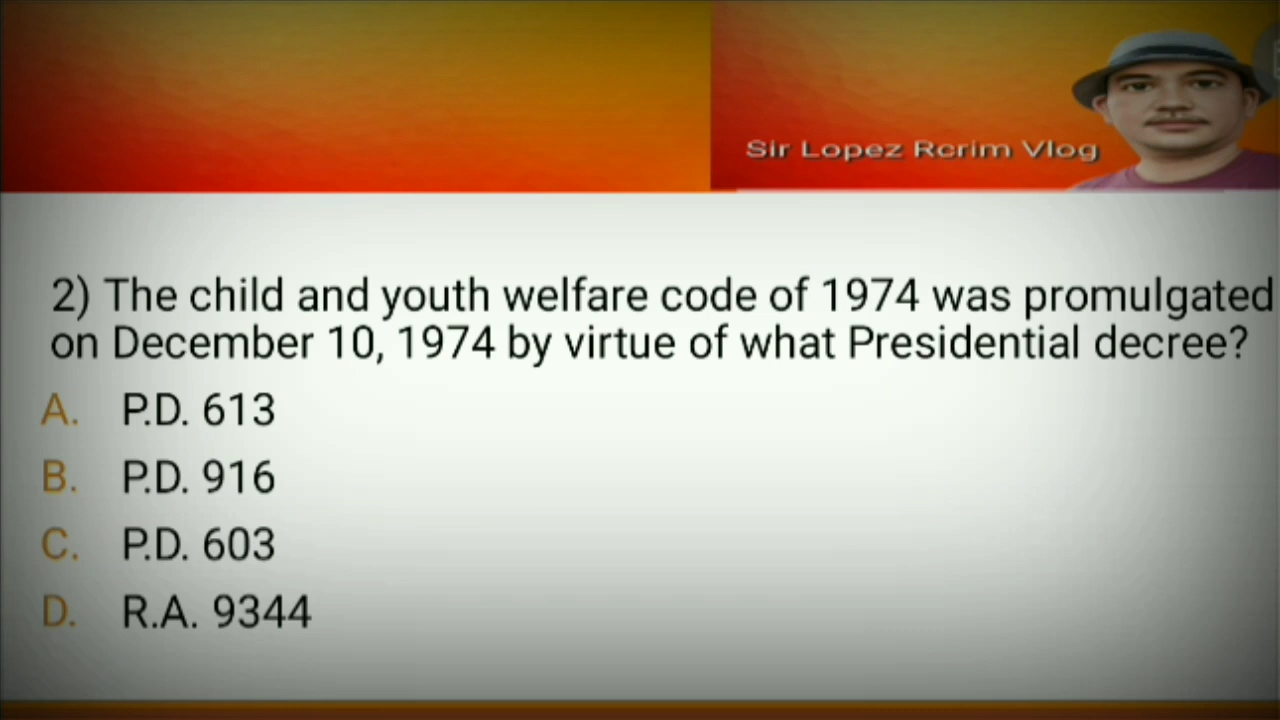 Sir Lopez Rcrim Vlog
2) The child and youth welfare code of 1974 was promulgated
on December 10, 1974 by virtue of what Presidential decree?
A. P.D. 613
B. P.D. 916
C. P.D. 603
D. R.A. 9344